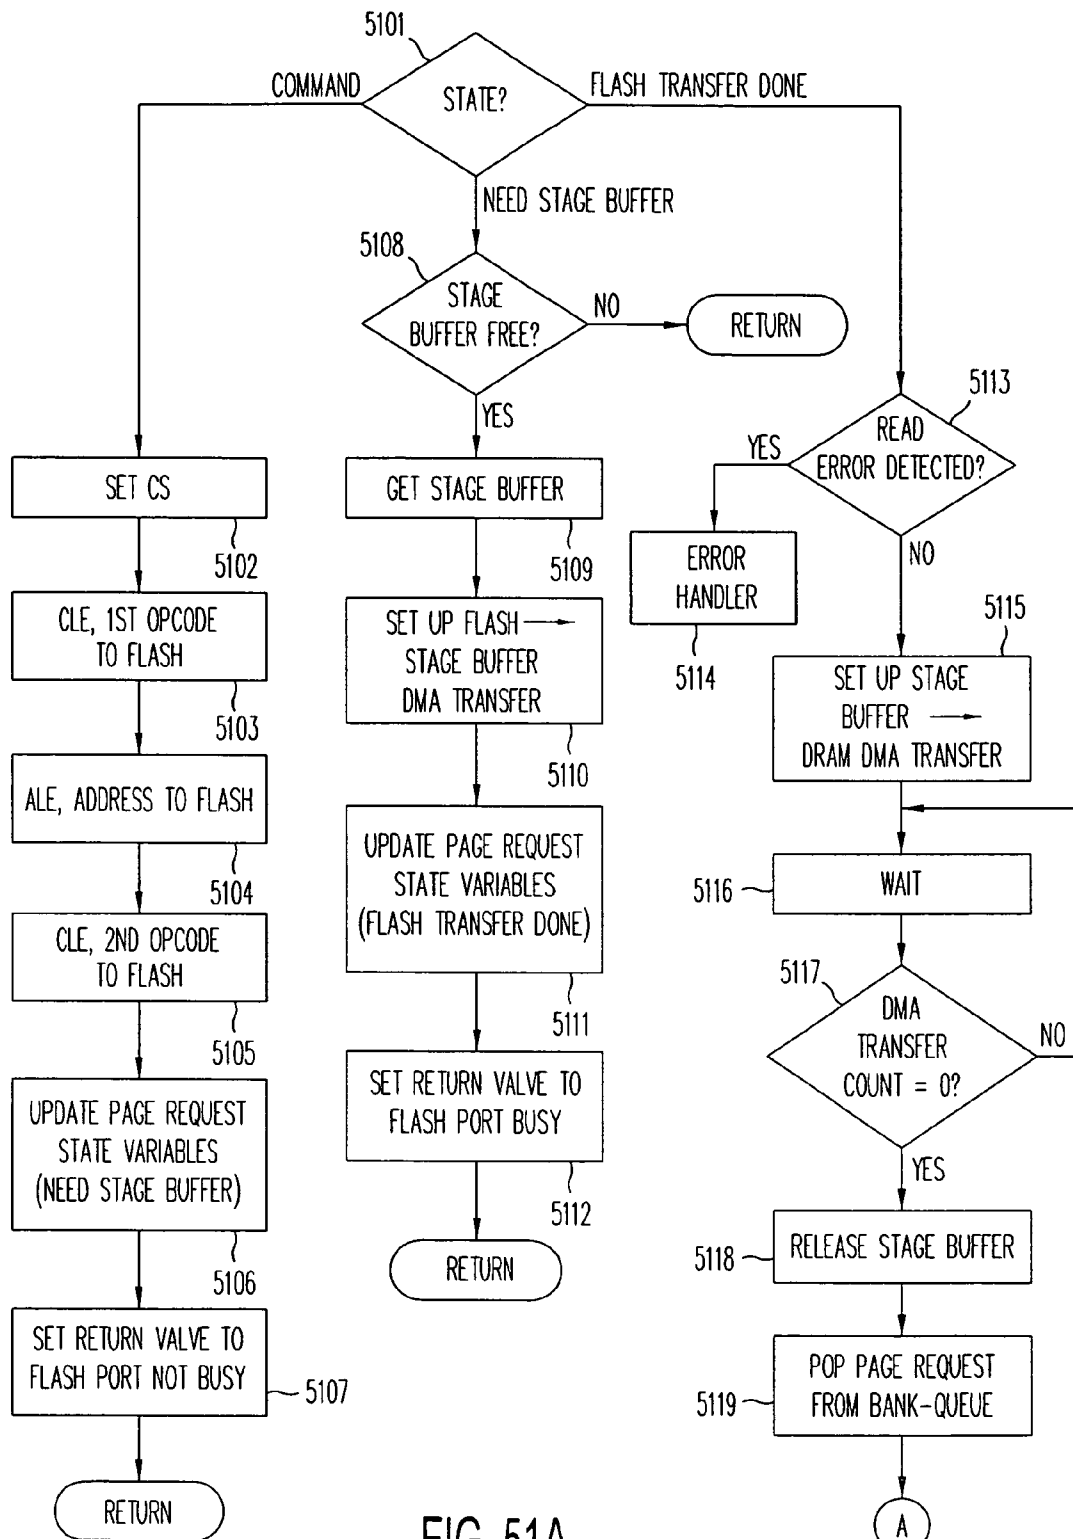 5101
COMMAND
STATE?
FLASH TRANSFER DONE
NEED STAGE BUFFER
5108
STAGE
BUFFER FREE?
NO
RETURN
YES
5113
READ
ERROR DETECTED?
YES
NO
ERROR
HANDLER
5114
SET CS
5102
CLE, 1ST OPCODE
TO FLASH
5103
ALE, ADDRESS TO FLASH
5104
CLE, 2ND OPCODE
TO FLASH
5105
UPDATE PAGE REQUEST
STATE VARIABLES
(NEED STAGE BUFFER)
5106
SET RETURN VALVE TO
FLASH PORT NOT BUSY
5107
RETURN
GET STAGE BUFFER
5109
SET UP FLASH →
STAGE BUFFER
DMA TRANSFER
5110
UPDATE PAGE REQUEST
STATE VARIABLES
(FLASH TRANSFER DONE)
5111
SET RETURN VALVE TO
FLASH PORT BUSY
5112
RETURN
5115
SET UP STAGE
BUFFER →
DRAM DMA TRANSFER
5116
WAIT
5117
DMA
TRANSFER
COUNT = 0?
NO
YES
5118
RELEASE STAGE BUFFER
5119
POP PAGE REQUEST
FROM BANK-QUEUE
A
FIG. 51A